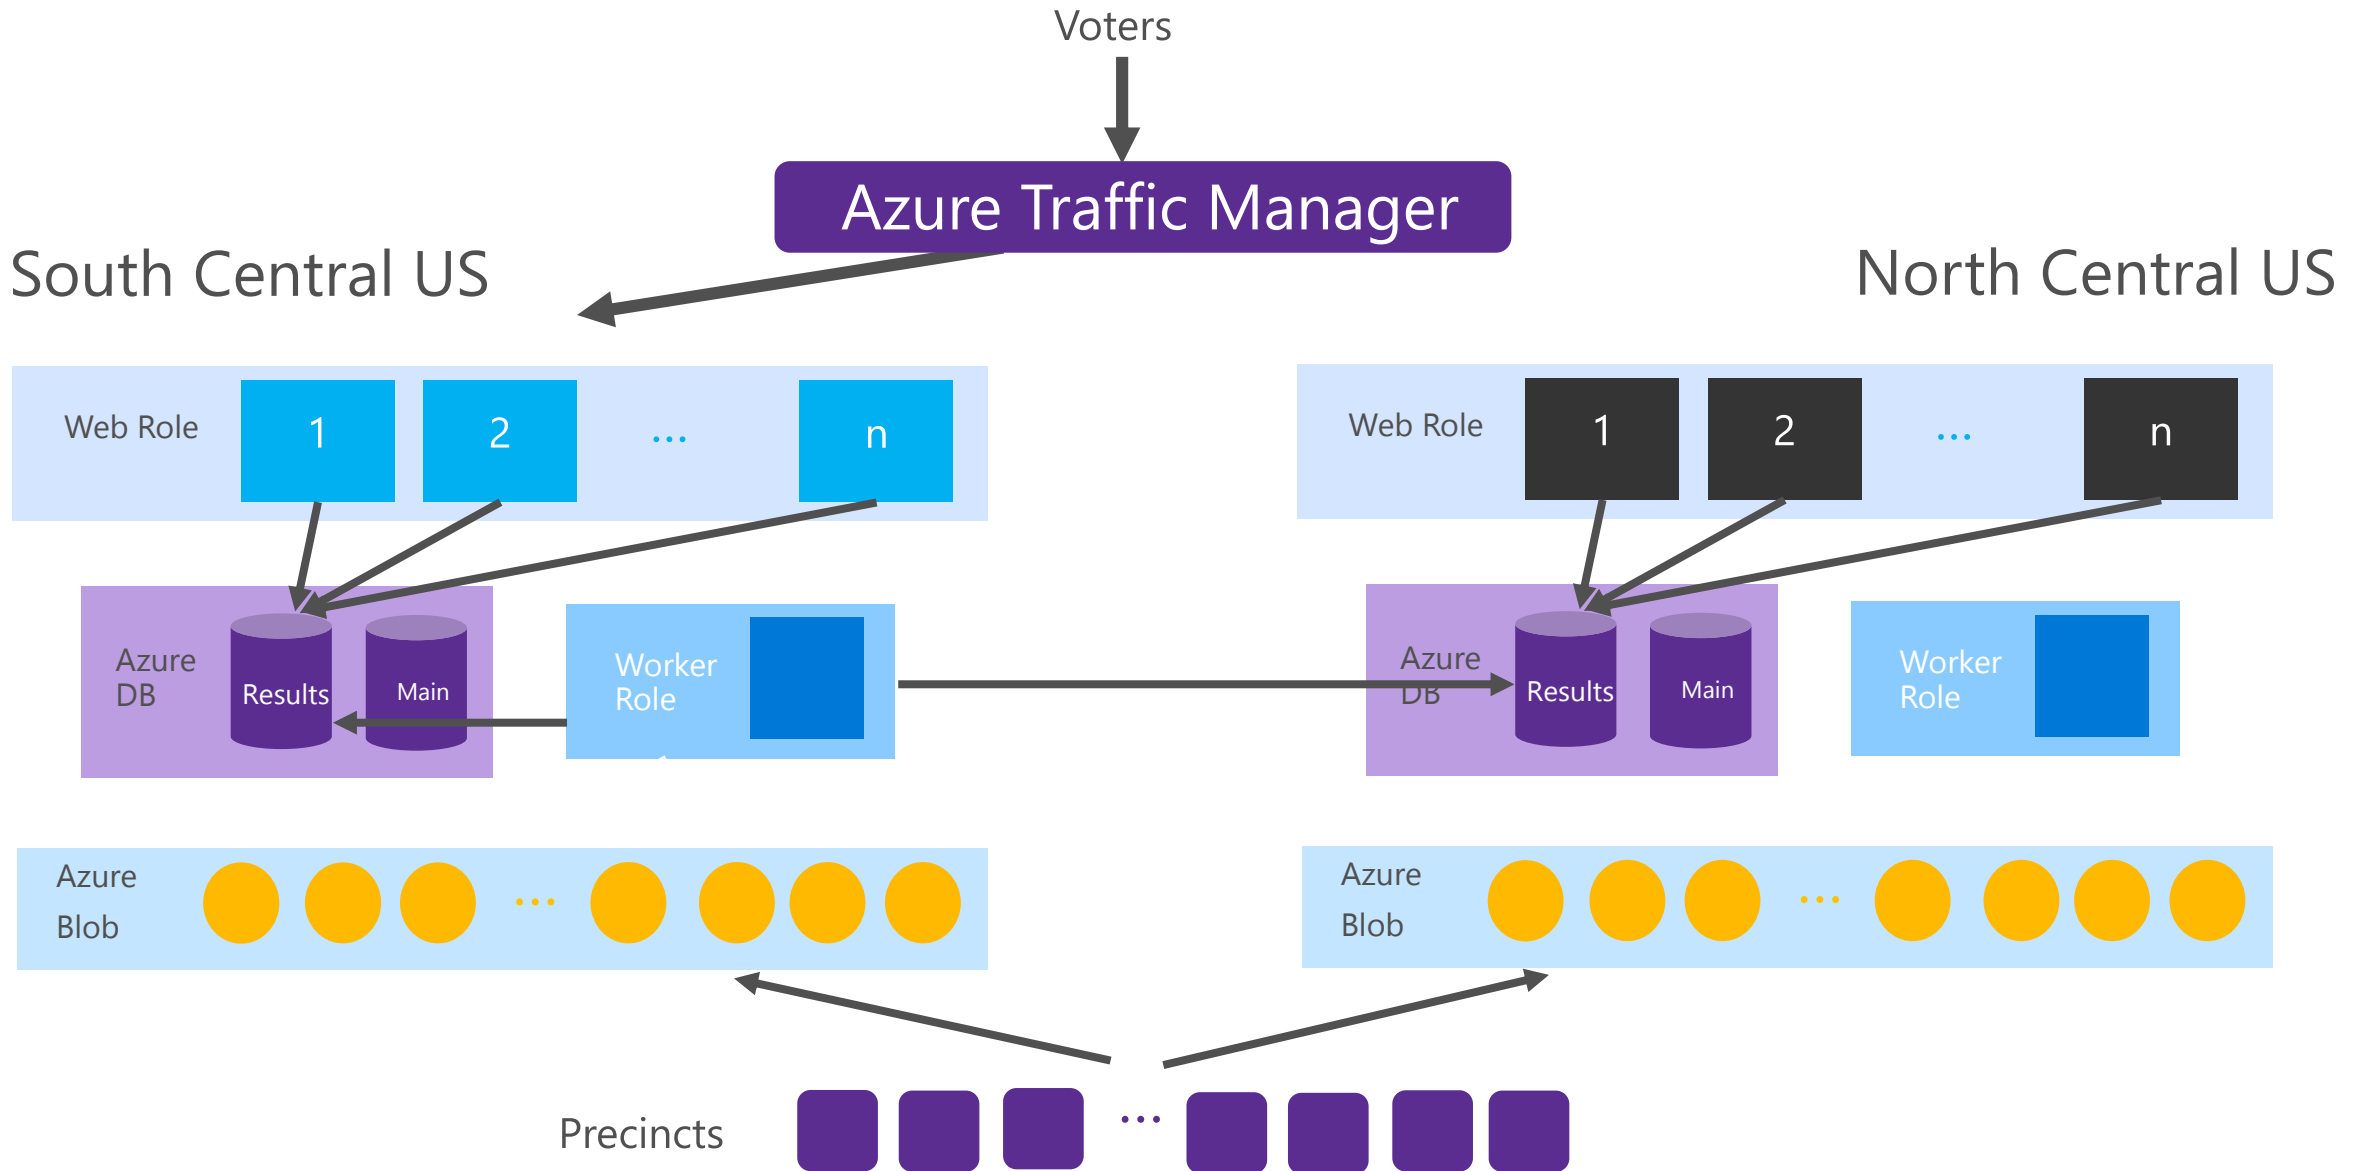 Voters
Azure Traffic Manager
South Central US
North Central US
Web Role
1
2
...
n
Web Role
1
2
...
n
Azure
DB
Results
Main
Worker
Role
Azure
DB
Results
Main
Worker
Role
Azure
Blob
...
Azure
Blob
...
Precincts
...